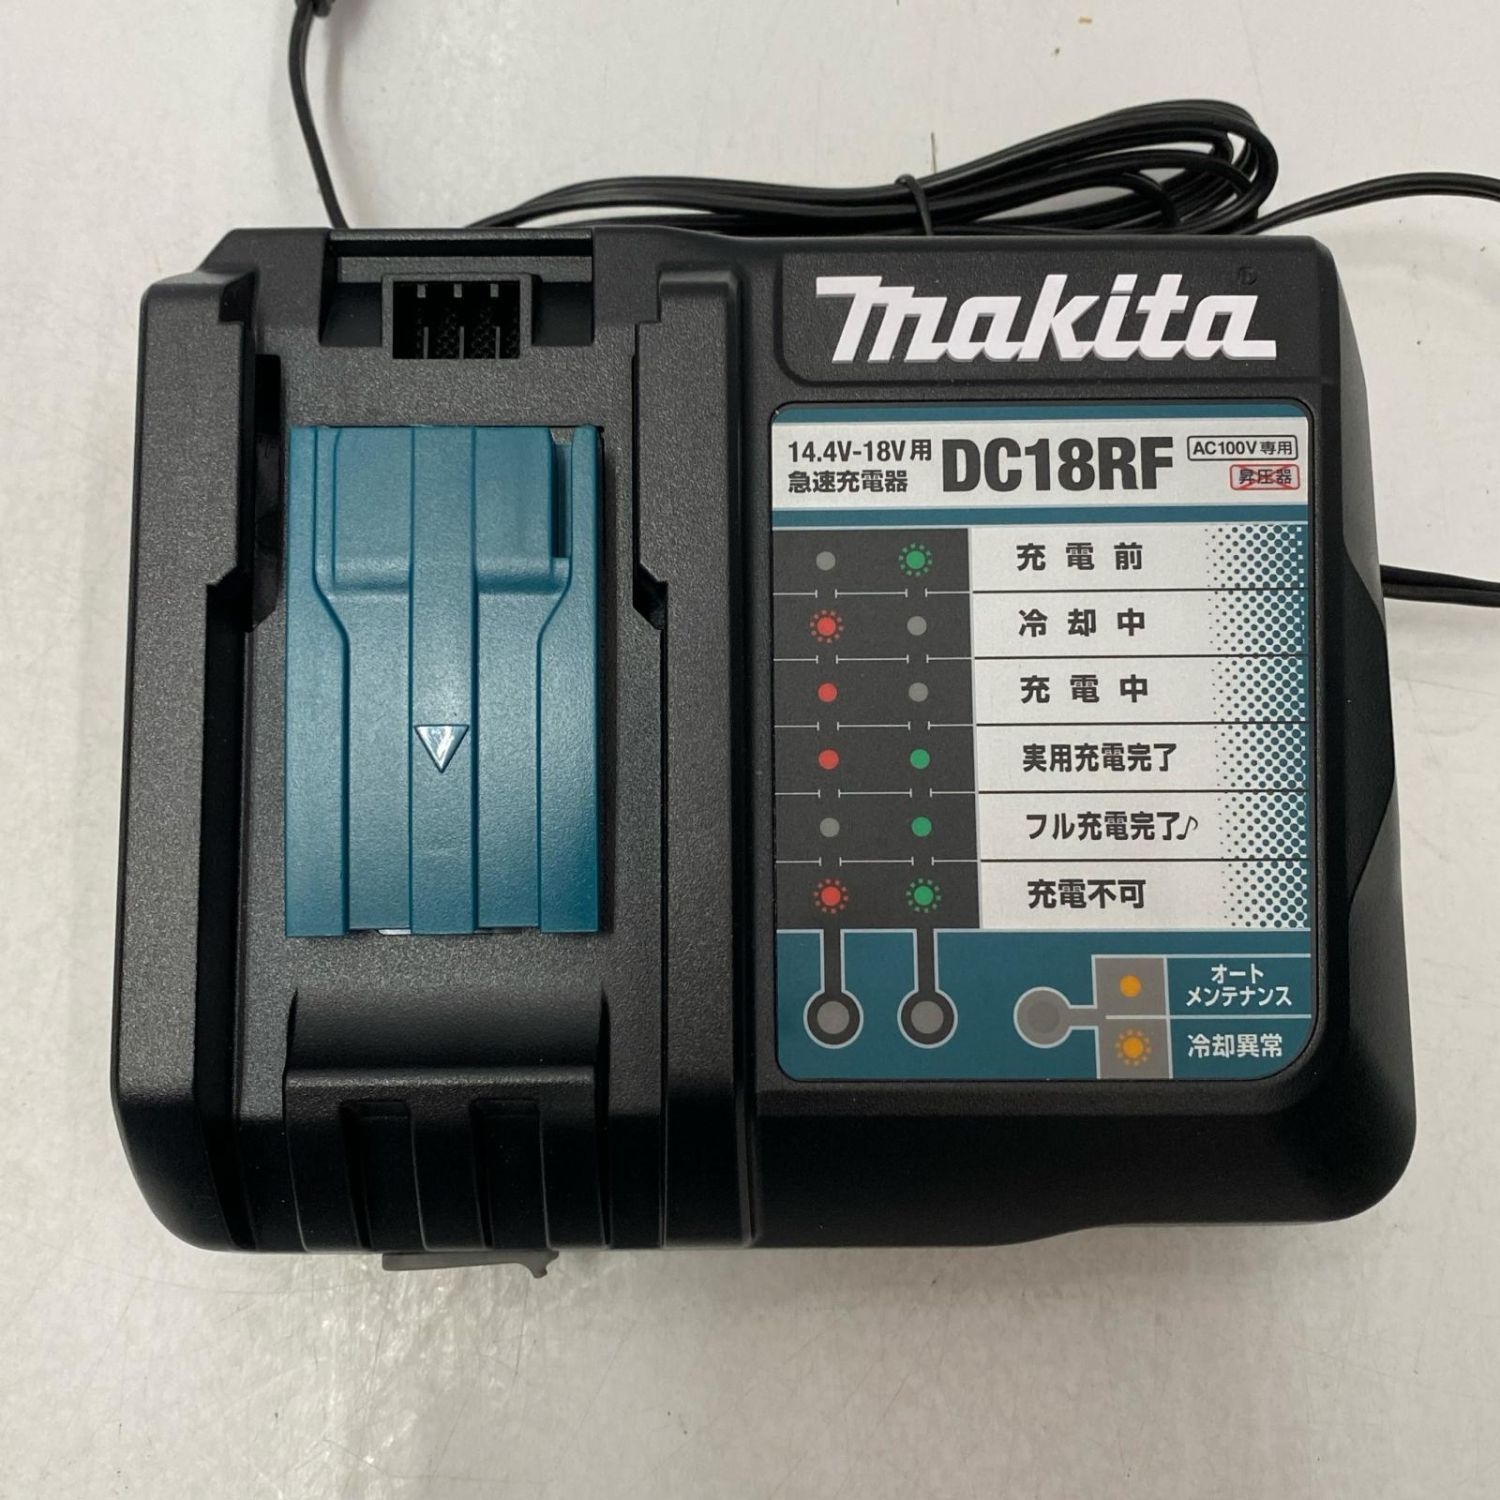 makita
14.4V-18V用
急速充電器
DC18RF
AC100V専用
昇圧器
充電前
冷却中
充電中
実用充電完了
フル充電完了♪
充電不可
オート
メンテナンス
冷却異常